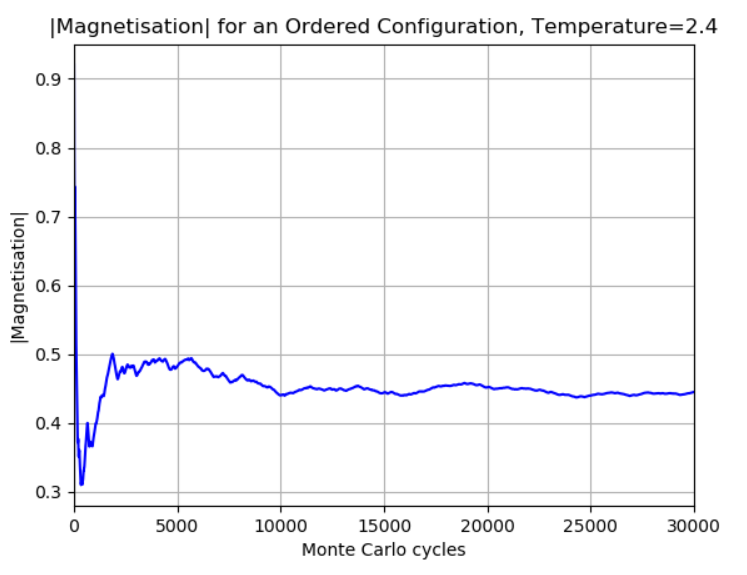 |Magnetisation| for an Ordered Configuration, Temperature=2.4
|Magnetisation|
0.9
0.8
0.7
0.6
0.5
0.4
0.3
0 5000 10000 15000 20000 25000 30000
Monte Carlo cycles